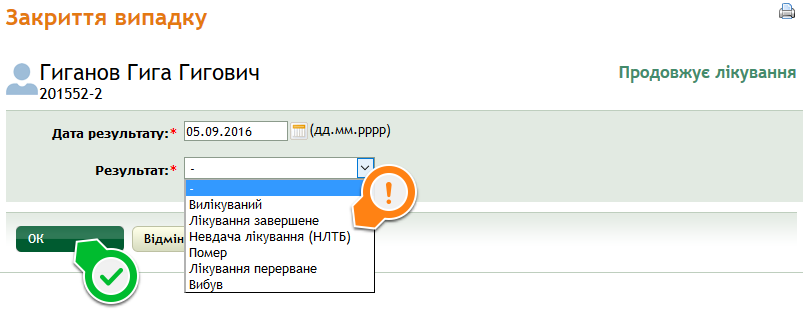 Закриття випадку
Гиганов Гига Гигович
Продовжує лікування
201552-2
Дата результату:* 05.09.2016 (дд.мм.рррр)
Результат:* -
-
Вилікуваний
Лікування завершене
Невдача лікування (НЛТБ)
Помер
Лікування перерване
Вибув
ОК
Відмін